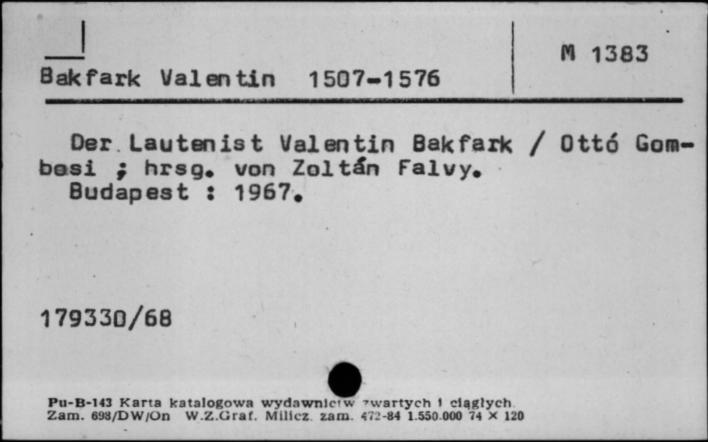 M 1383
Bakfark Valentin 1507-1576
Der Lautenist Valentin Bakfark / Ottó Gom-
bosi ; hrsg. von Zoltán Falvy.
Budapest : 1967.
179330/68
Pu-B-143 Karta katalogowa wydawnictw zwartych i ciągłych
Zam. 698/DW/On W.Z.Graf. Milicz. zam. 472-84 1.550.000 74 × 120